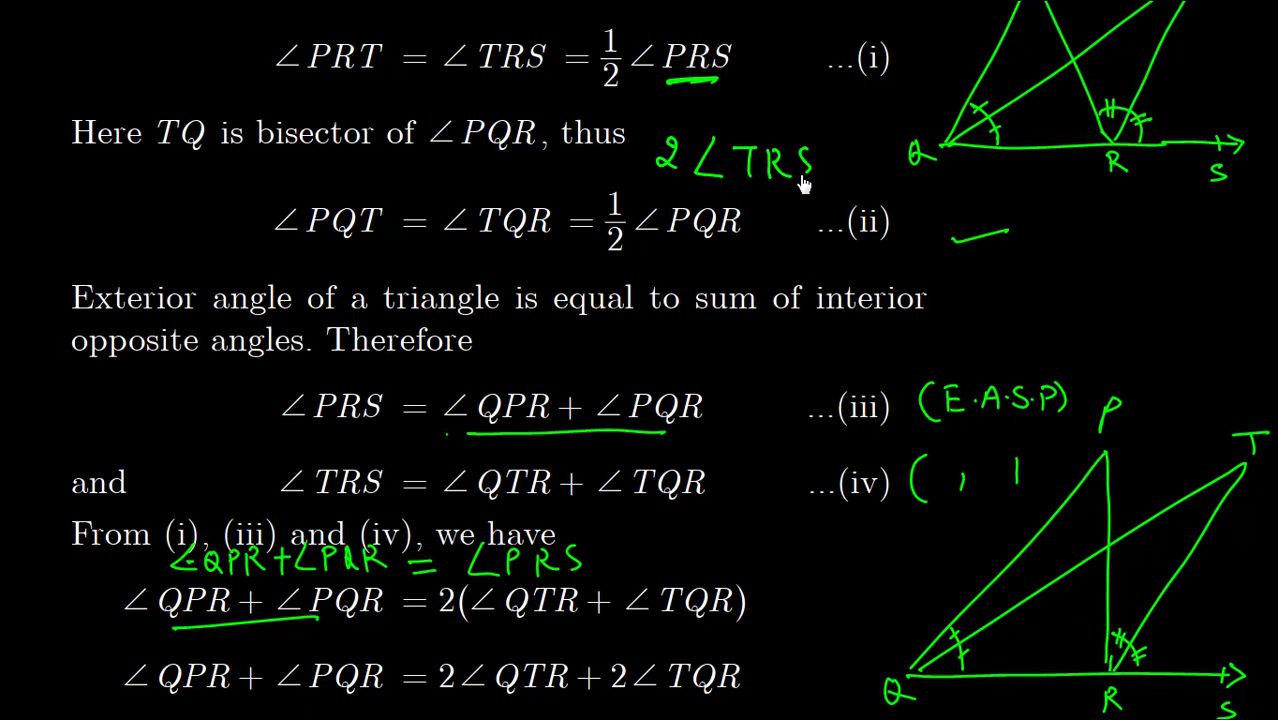 ∠PRT = ∠TRS = 1/2 ∠PRS ...(i)
Here TQ is bisector of ∠PQR, thus
2∠TRS
Q R S
∠PQT = ∠TQR = 1/2 ∠PQR ...(ii)
Exterior angle of a triangle is equal to sum of interior
opposite angles. Therefore
∠PRS = ∠QPR + ∠PQR ...(iii) (E.A.S.P)
P
T
and ∠TRS = ∠QTR + ∠TQR ...(iv) ( , |
From (i), (iii) and (iv), we have
∠QPR+∠PQR = ∠PRS
∠QPR + ∠PQR = 2(∠QTR + ∠TQR)
∠QPR + ∠PQR = 2∠QTR + 2∠TQR
Q R S